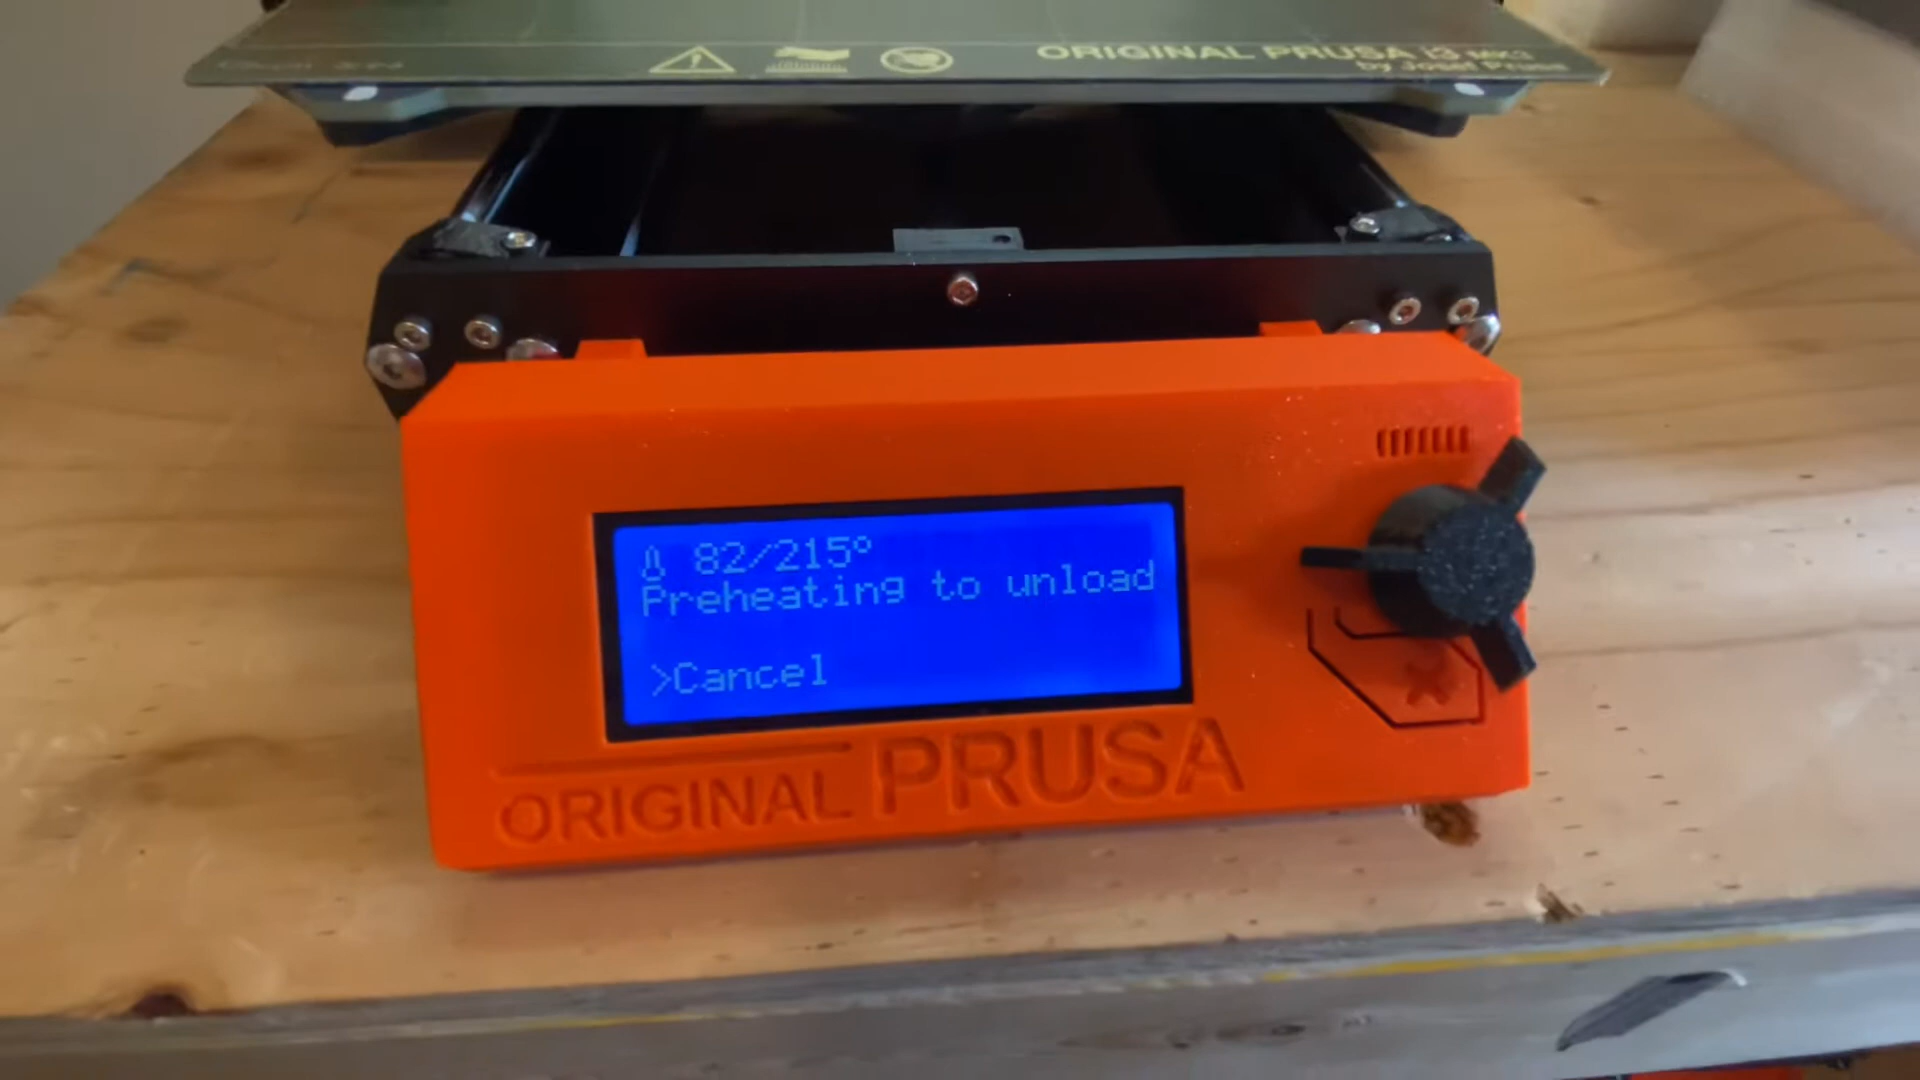 ORIGINAL PRUSA i3 MK3
by Josef Prusa
82/215°
Preheating to unload
>Cancel
ORIGINAL PRUSA